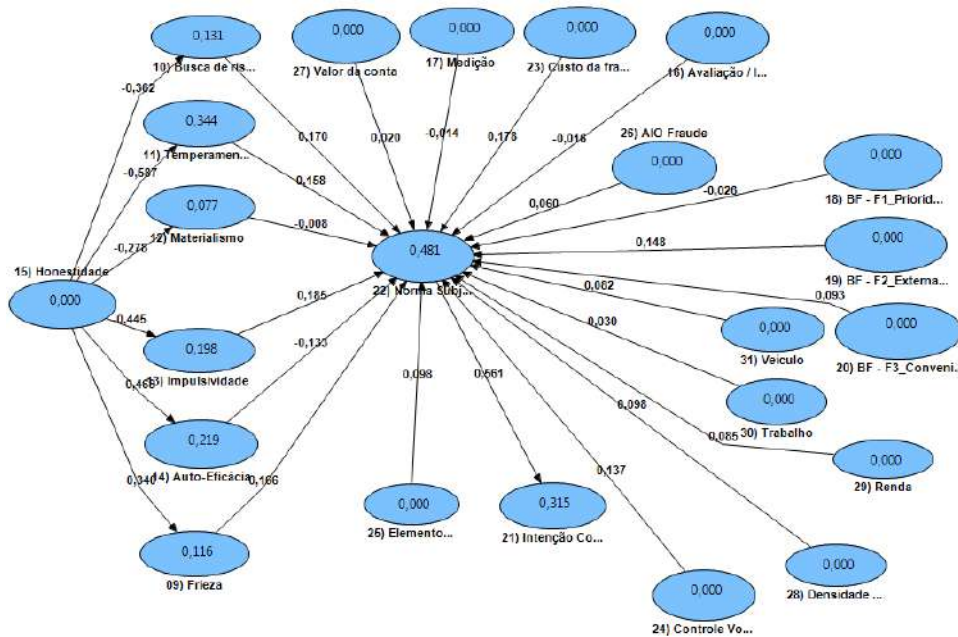 0,131
10) Busca de ris...
0,000
27) Valor da conta
0,000
17) Medição
0,000
23) Custo da fra...
0,000
16) Avaliação / I...
-0,362
0,344
11) Temperamen...
-0,587
0,170
0,020
-0,014
0,176
-0,016
26) AIO Fraude
0,000
0,060
0,158
0,000
18) BF - F1_Priorid...
-0,026
0,077
12) Materialismo
-0,278
-0,008
0,481
22) Norma Subj...
0,148
0,000
19) BF - F2_Externa...
15) Honestidade
0,000
0,445
0,185
0,198
13) Impulsividade
0,082
0,093
0,000
31) Veiculo
0,000
20) BF - F3_Conveni...
0,030
-0,133
0,219
14) Auto-Eficácia
0,098
0,561
0,098
0,000
30) Trabalho
0,085
0,000
29) Renda
0,340
0,166
0,137
0,000
25) Elemento...
0,315
21) Intenção Co...
0,116
09) Frieza
0,000
28) Densidade ...
0,000
24) Controle Vo...